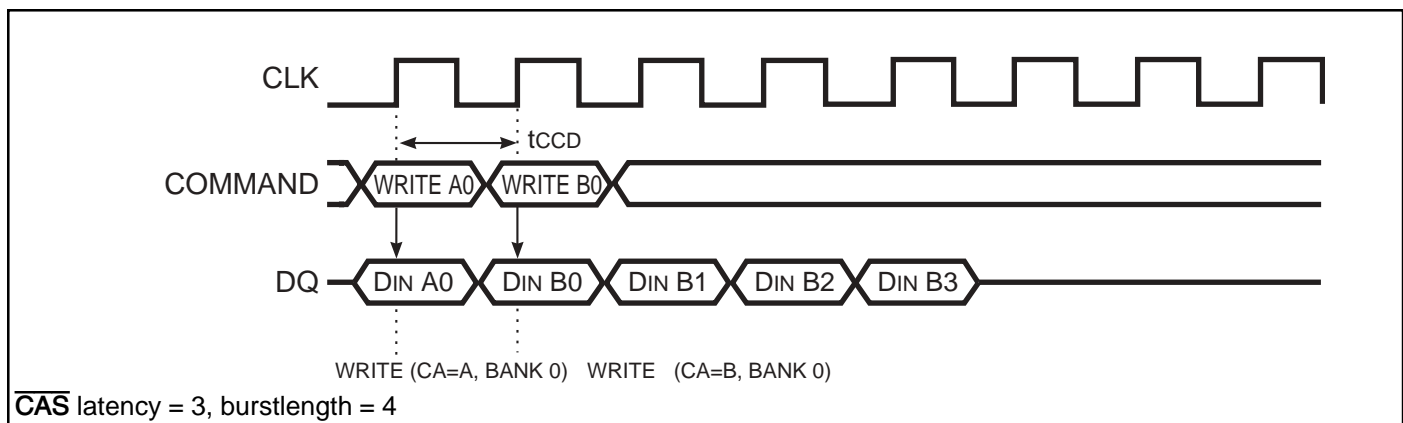 CLK
tCCD
COMMAND WRITE A0 WRITE B0
DQ DIN A0 DIN B0 DIN B1 DIN B2 DIN B3
WRITE (CA=A, BANK 0) WRITE (CA=B, BANK 0)
CAS latency = 3, burstlength = 4